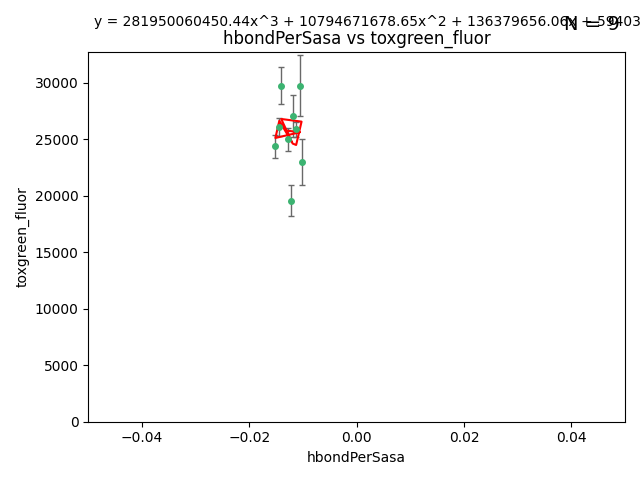 y = 281950060450.44x^3 + 10794671678.65x^2 + 136379656.06x + 59403
N = 9
hbondPerSasa vs toxgreen_fluor
30000
25000
20000
15000
10000
5000
0
toxgreen_fluor
−0.04 −0.02 0.00 0.02 0.04
hbondPerSasa